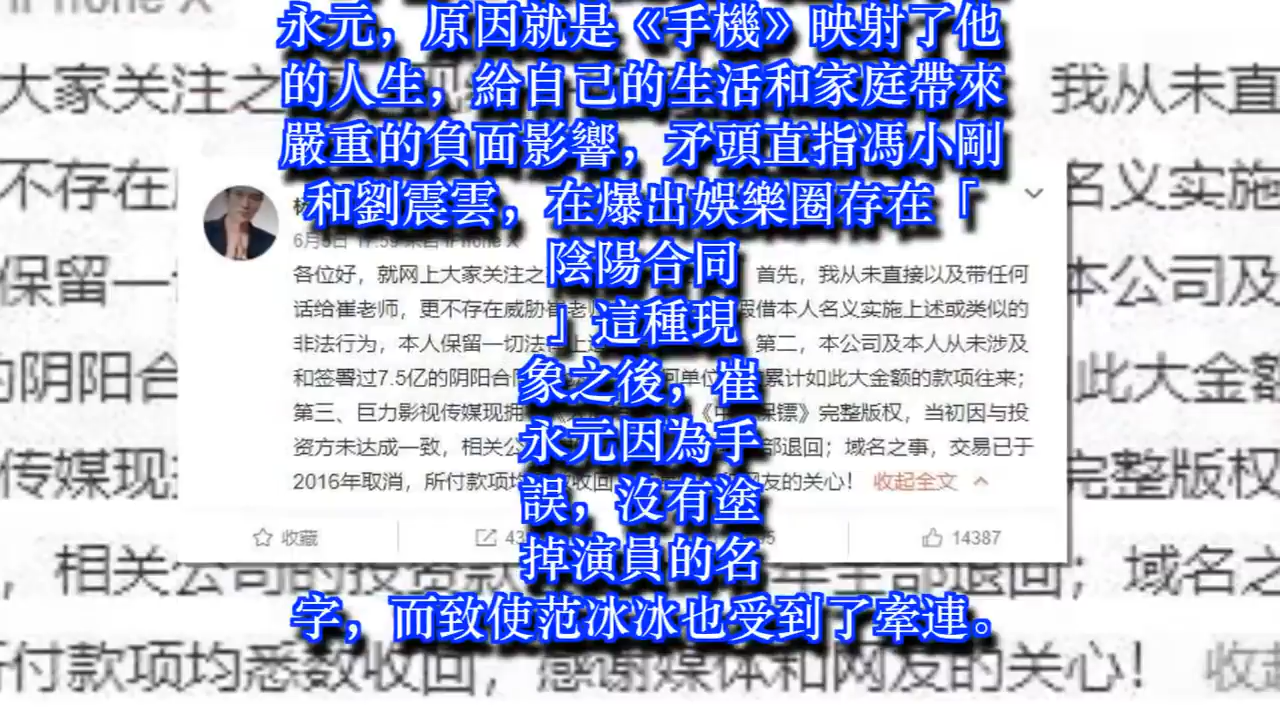 永元，原因就是《手機》映射了他
的人生，給自己的生活和家庭帶來
嚴重的負面影響，矛頭直指馮小剛
和劉震雲，在爆出娛樂圈存在「
陰陽合同
」這種現
象之後，崔
永元因為手
誤，沒有塗
掉演員的名
字，而致使范冰冰也受到了牽連。
6月3日 17:59 来自 iPhone X
各位好，就网上大家关注之 首先，我从未直接以及带任何
话给崔老师，更不存在威胁崔老 假借本人名义实施上述或类似的
非法行为，本人保留一切法 上 第二，本公司及本人从未涉及
和签署过7.5亿的阴阳合 何单位 累计如此大金额的款项往来；
第三、巨力影视传媒现拥 《 保镖》完整版权，当初因与投
资方未达成一致，相关公 部退回；域名之事，交易已于
2016年取消，所付款项均 收回 友的关心！ 收起全文
收藏
14387
大家关注之
我从未直
不存在
名义实施
保留一
本公司及
的阴阳合
此大金额
传媒现
完整版权
，相关公司的投资款 年全部退回；域名之
所付款项均悉数收回，感谢媒体和网友的关心！ 收起